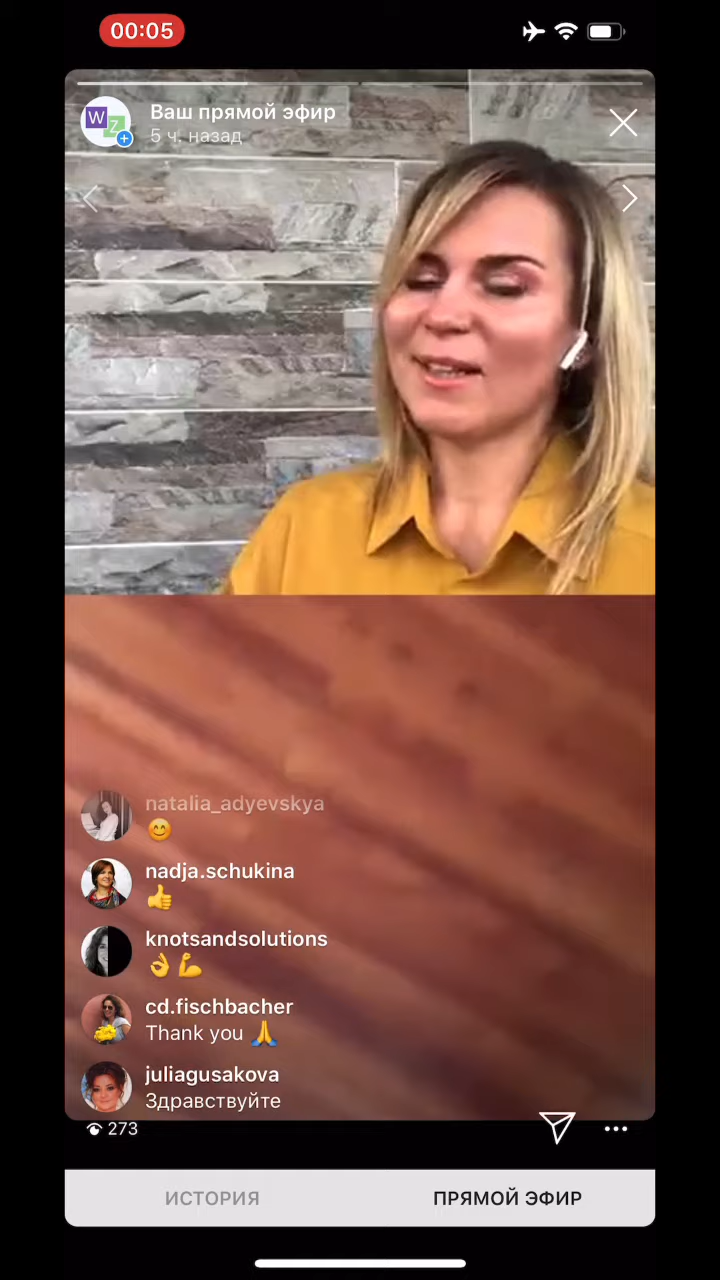 00:05
W
Z
Ваш прямой эфир
5 ч. назад
natalia_adyevskya
😊
nadja.schukina
👍
knotsandsolutions
👌💪
cd.fischbacher
Thank you 🙏
juliagusakova
Здравствуйте
273
ИСТОРИЯ
ПРЯМОЙ ЭФИР